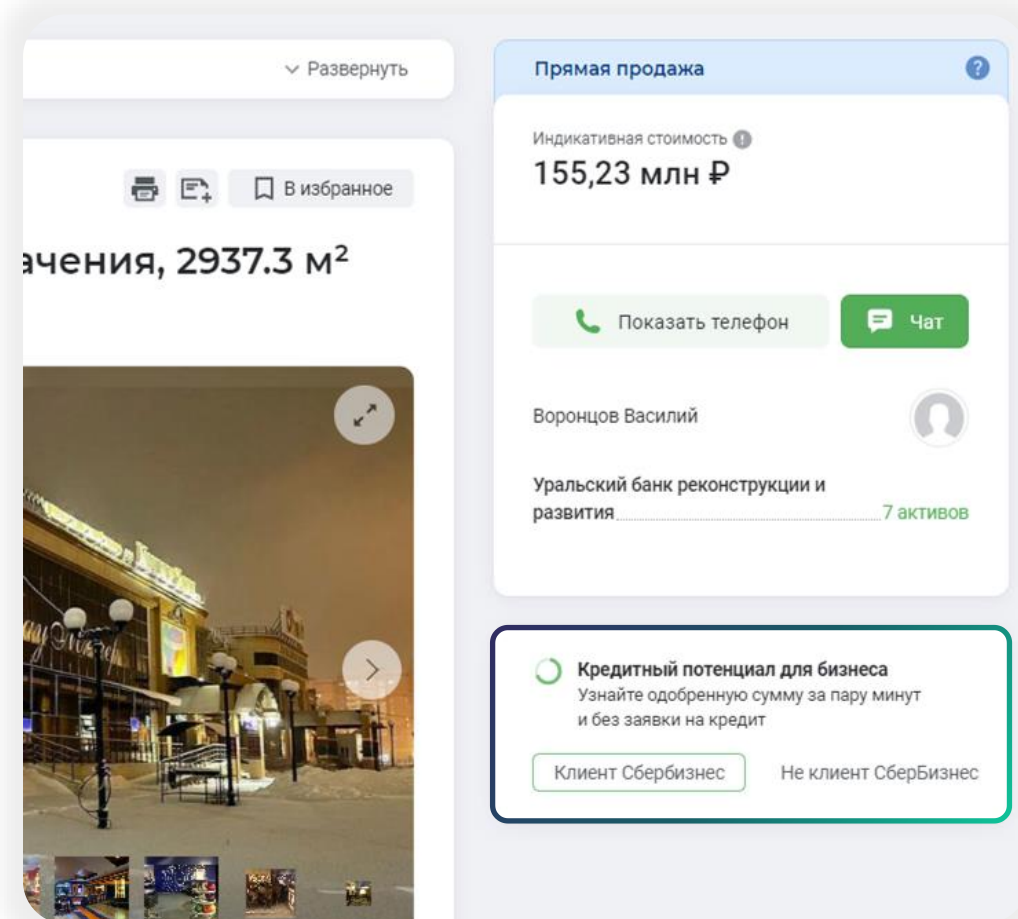 Развернуть
В избранное
ачения, 2937.3 м²
Прямая продажа
?
Индикативная стоимость !
155,23 млн ₽
Показать телефон
Чат
Воронцов Василий
Уральский банк реконструкции и
развития 7 активов
Кредитный потенциал для бизнеса
Узнайте одобренную сумму за пару минут
и без заявки на кредит
Клиент Сбербизнес
Не клиент СберБизнес